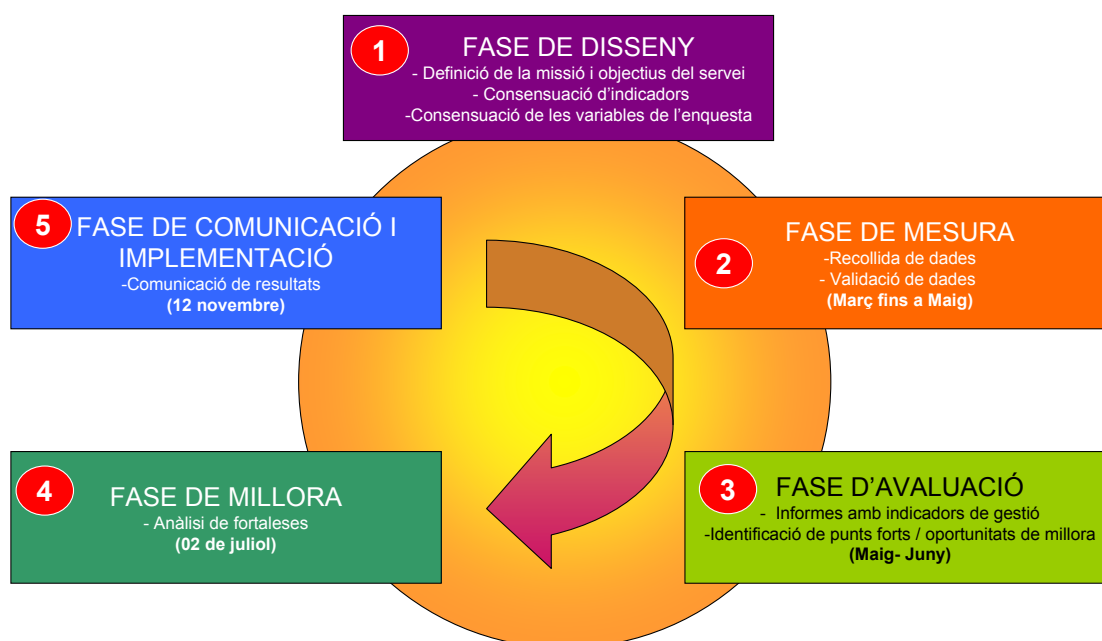 1
FASE DE DISSENY
- Definició de la missió i objectius del servei
- Consensuació d'indicadors
-Consensuació de les variables de l'enquesta
2
FASE DE MESURA
-Recollida de dades
- Validació de dades
(Març fins a Maig)
3
FASE D'AVALUACIÓ
- Informes amb indicadors de gestió
-Identificació de punts forts / oportunitats de millora
(Maig- Juny)
4
FASE DE MILLORA
- Anàlisi de fortaleses
(02 de juliol)
5
FASE DE COMUNICACIÓ I
IMPLEMENTACIÓ
-Comunicació de resultats
(12 novembre)